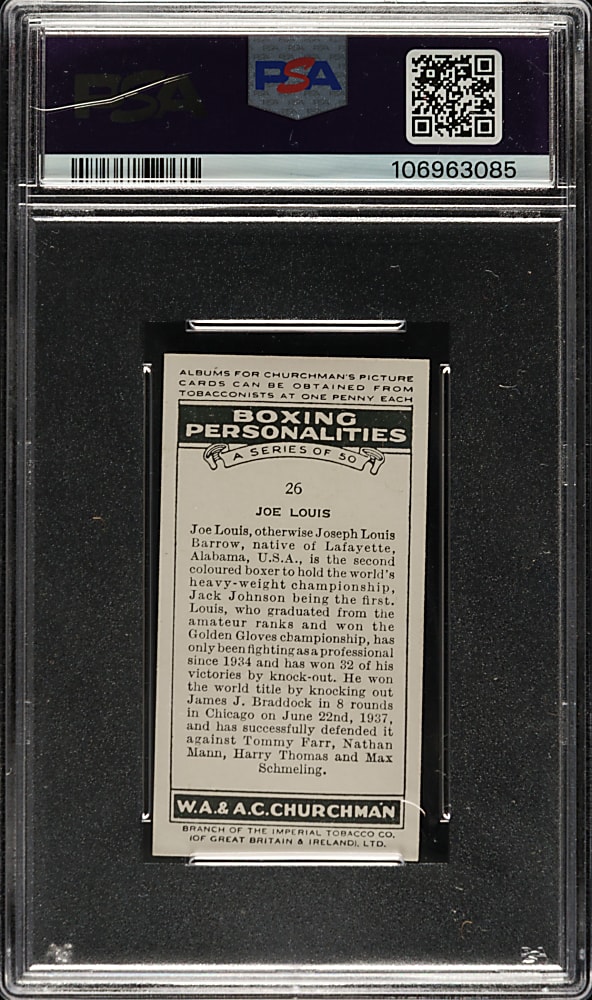 PSA
PSA
106963085
ALBUMS FOR CHURCHMAN'S PICTURE
CARDS CAN BE OBTAINED FROM
TOBACCONISTS AT ONE PENNY EACH
BOXING
PERSONALITIES
A SERIES OF 50
26
JOE LOUIS
Joe Louis, otherwise Joseph Louis
Barrow, native of Lafayette,
Alabama, U.S.A., is the second
coloured boxer to hold the world's
heavy-weight championship,
Jack Johnson being the first.
Louis, who graduated from the
amateur ranks and won the
Golden Gloves championship, has
only been fighting as a professional
since 1934 and has won 32 of his
victories by knock-out. He won
the world title by knocking out
James J. Braddock in 8 rounds
in Chicago on June 22nd, 1937,
and has successfully defended it
against Tommy Farr, Nathan
Mann, Harry Thomas and Max
Schmeling.
W.A. & A.C. CHURCHMAN
BRANCH OF THE IMPERIAL TOBACCO CO.
(OF GREAT BRITAIN & IRELAND), LTD.